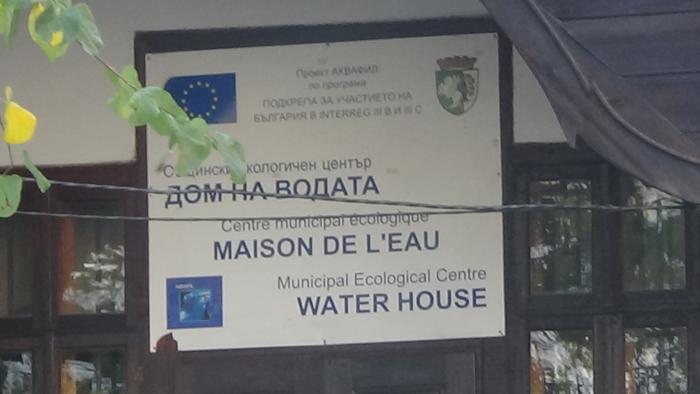 Проект АКВАФИЛ
по програма
ПОДКРЕПА ЗА УЧАСТИЕТО НА
БЪЛГАРИЯ В INTERREG III B И III C
Общински екологичен център
ДОМ НА ВОДАТА
Centre municipal écologique
MAISON DE L'EAU
Municipal Ecological Centre
WATER HOUSE